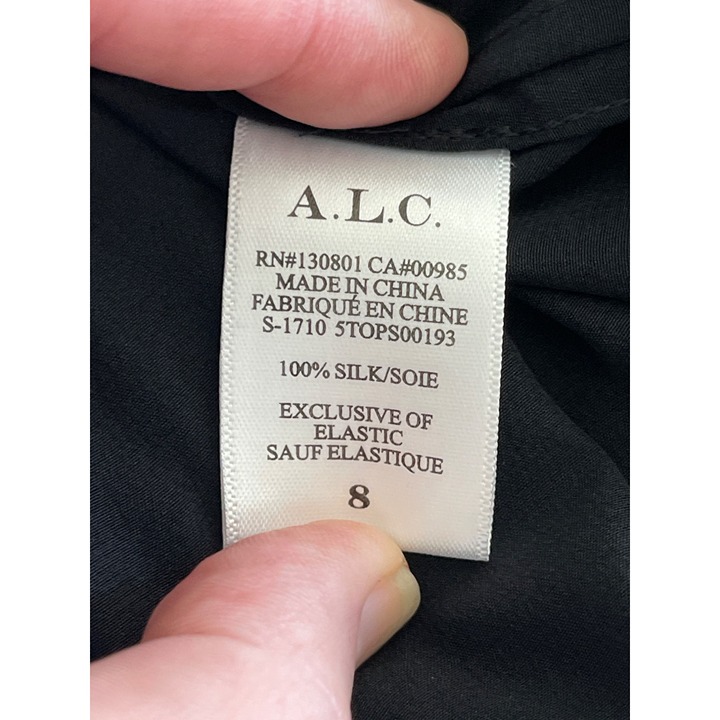 A.L.C.
RN#130801 CA#00985
MADE IN CHINA
FABRIQUÉ EN CHINE
S-1710 5TOPS00193
100% SILK/SOIE
EXCLUSIVE OF
ELASTIC
SAUF ELASTIQUE
8